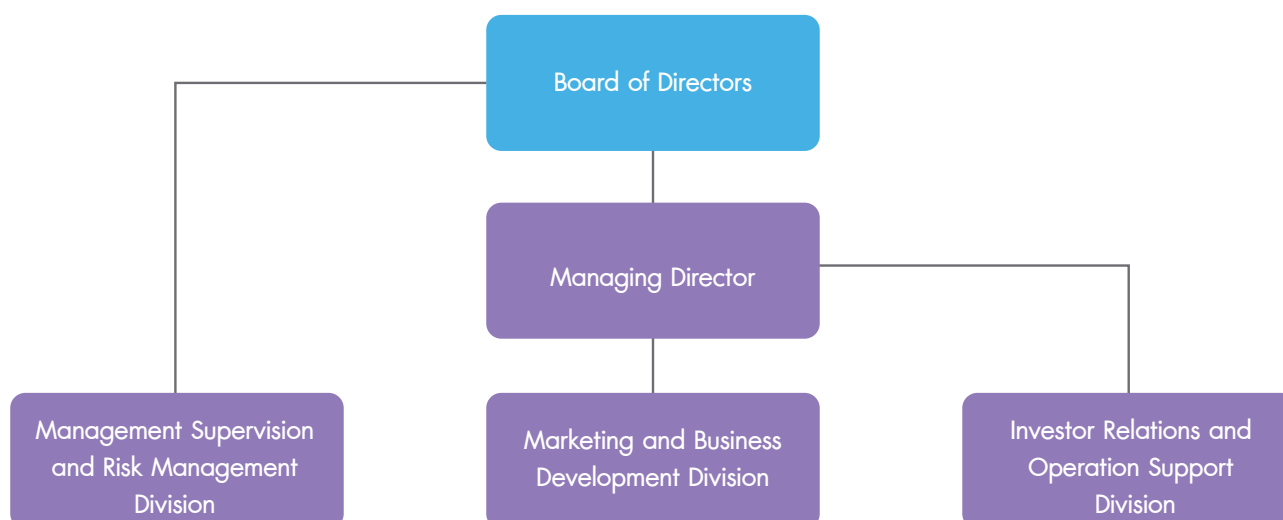 Board of Directors
Managing Director
Management Supervision
and Risk Management
Division
Marketing and Business
Development Division
Investor Relations and
Operation Support
Division